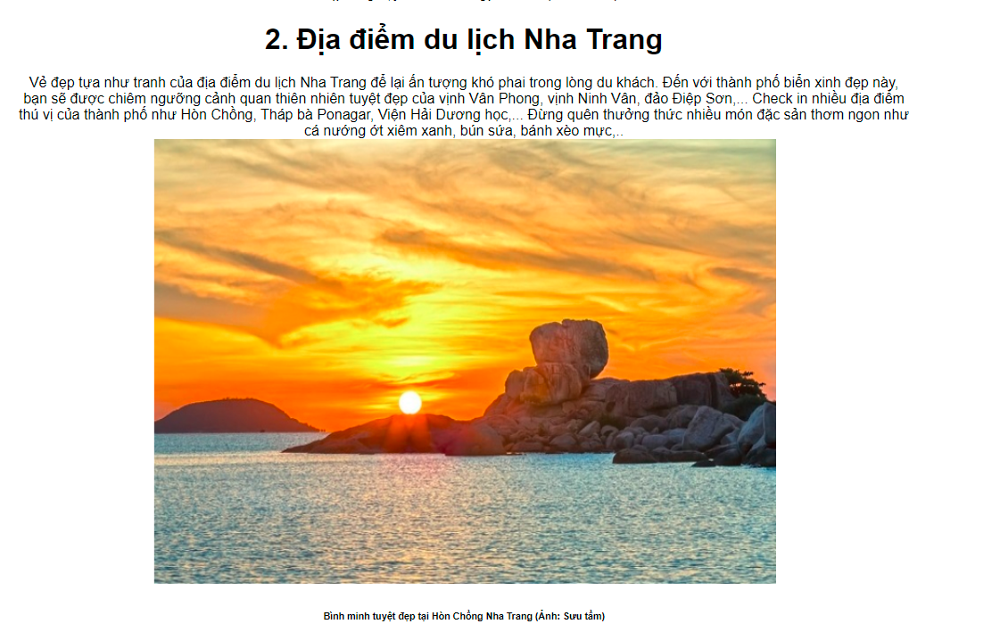 2. Địa điểm du lịch Nha Trang
Vẻ đẹp tựa như tranh của địa điểm du lịch Nha Trang để lại ấn tượng khó phai trong lòng du khách. Đến với thành phố biển xinh đẹp này,
bạn sẽ được chiêm ngưỡng cảnh quan thiên nhiên tuyệt đẹp của vịnh Vân Phong, vịnh Ninh Vân, đảo Điệp Sơn,... Check in nhiều địa điểm
thú vị của thành phố như Hòn Chồng, Tháp bà Ponagar, Viện Hải Dương học,... Đừng quên thưởng thức nhiều món đặc sản thơm ngon như
cá nướng ớt xiêm xanh, bún sứa, bánh xèo mực,..
Bình minh tuyệt đẹp tại Hòn Chồng Nha Trang (Ảnh: Sưu tầm)